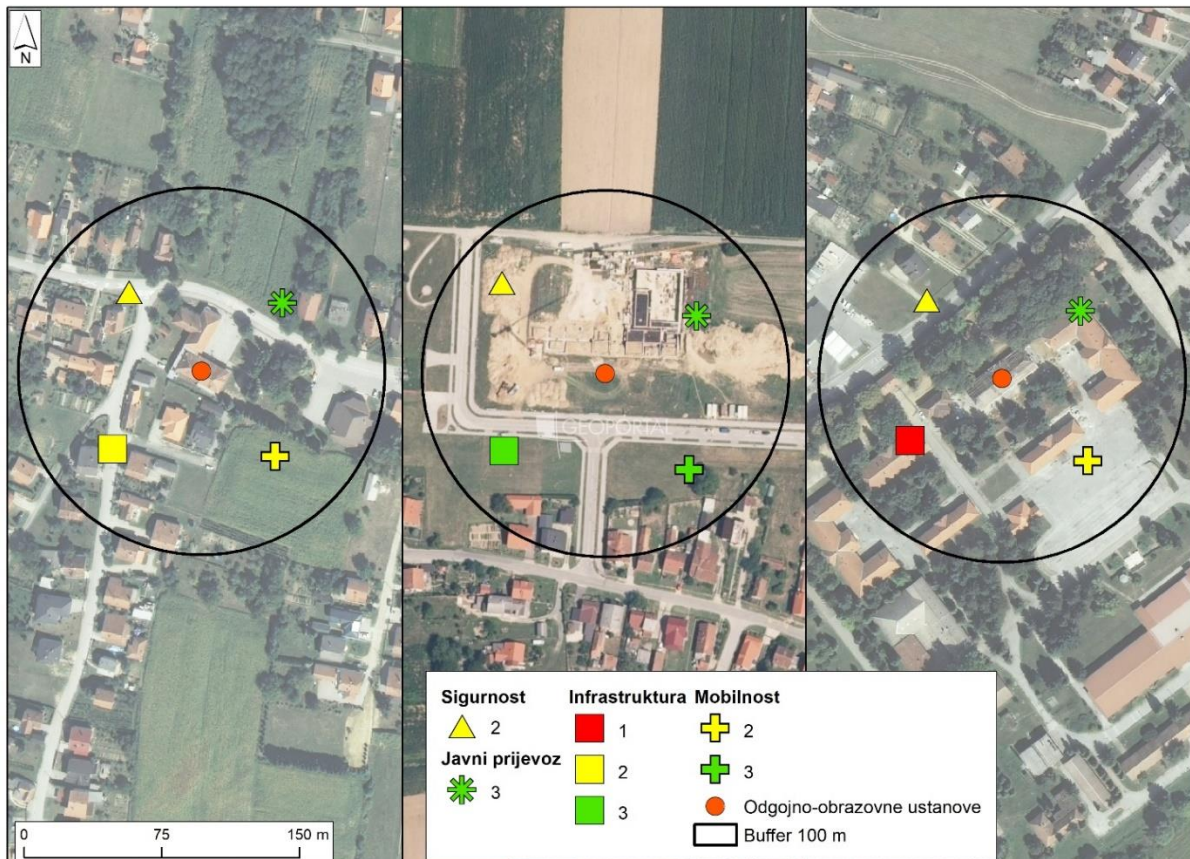 N
GEOPORTAL
Sigurnost
2
Javni prijevoz
3
Infrastruktura
1
2
3
Mobilnost
2
3
Odgojno-obrazovne ustanove
Buffer 100 m
0 75 150 m